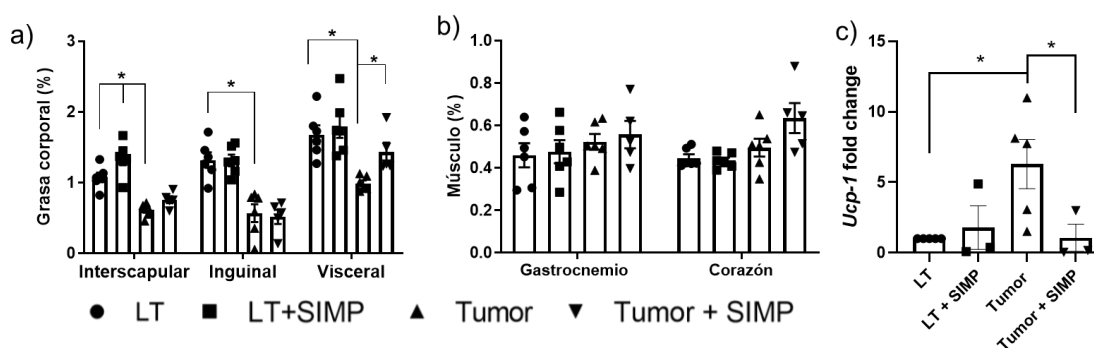 a)
Grasa corporal (%)
3
2
1
0
*
*
*
*
Interscapular
Inguinal
Visceral
b)
Músculo (%)
1.0
0.8
0.6
0.4
0.2
0.0
Gastrocnemio
Corazón
c)
Ucp-1 fold change
15
10
5
0
*
*
LT
LT + SIMP
Tumor
Tumor + SIMP
LT
LT+SIMP
Tumor
Tumor + SIMP